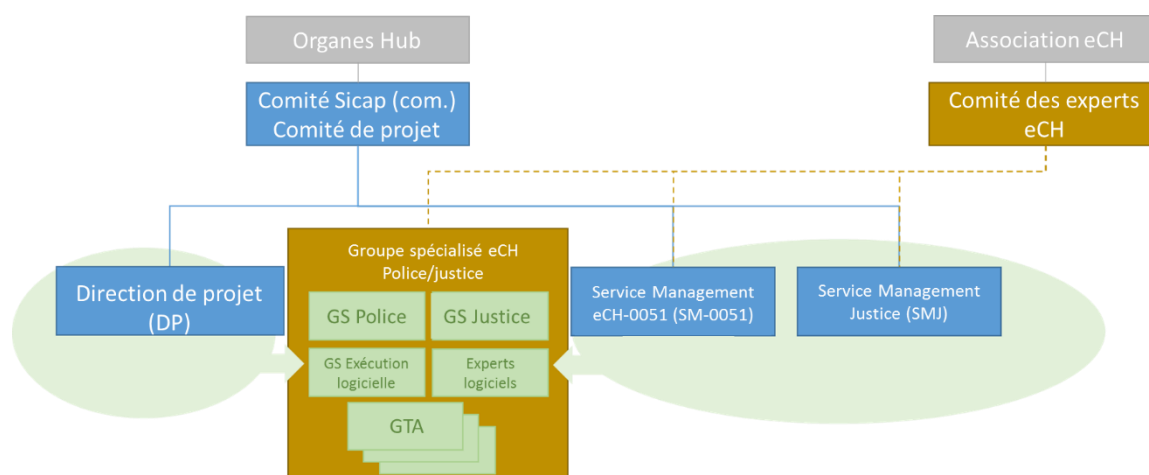 Organes Hub
Association eCH
Comité Sicap (com.)
Comité de projet
Comité des experts
eCH
Groupe spécialisé eCH
Police/justice
Direction de projet
(DP)
Service Management
eCH-0051 (SM-0051)
Service Management
Justice (SMJ)
GS Police
GS Justice
GS Exécution
logicielle
Experts
logiciels
GTA